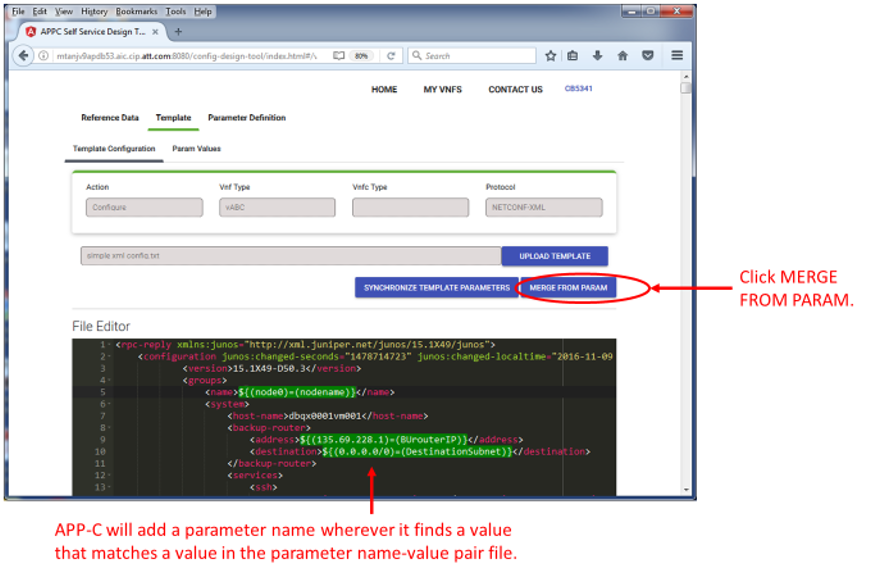 File Edit View History Bookmarks Tools Help
APPC Self Service Design T... × +
mtanjv9apdb53.aic.cip.att.com:8080/config-design-tool/index.html#/\ 80% Search
HOME MY VNFS CONTACT US CB5341
Reference Data Template Parameter Definition
Template Configuration Param Values
Action Vnf Type Vnfc Type Protocol
Configure vABC NETCONF-XML
simple xml config.txt UPLOAD TEMPLATE
SYNCHRONIZE TEMPLATE PARAMETERS MERGE FROM PARAM
Click MERGE
FROM PARAM.
File Editor
1 <rpc-reply xmlns:junos="http://xml.juniper.net/junos/15.1X49/junos">
2 <configuration junos:changed-seconds="1478714723" junos:changed-localtime="2016-11-09
3 <version>15.1X49-D50.3</version>
4 <groups>
5 <name>${(node0)=(nodename)}</name>
6 <system>
7 <host-name>dbqx0001vm001</host-name>
8 <backup-router>
9 <address>${(135.69.228.1)=(BUrouterIP)}</address>
10 <destination>${(0.0.0.0/0)=(DestinationSubnet)}</destination>
11 </backup-router>
12 <services>
13 <ssh>
APP-C will add a parameter name wherever it finds a value
that matches a value in the parameter name-value pair file.